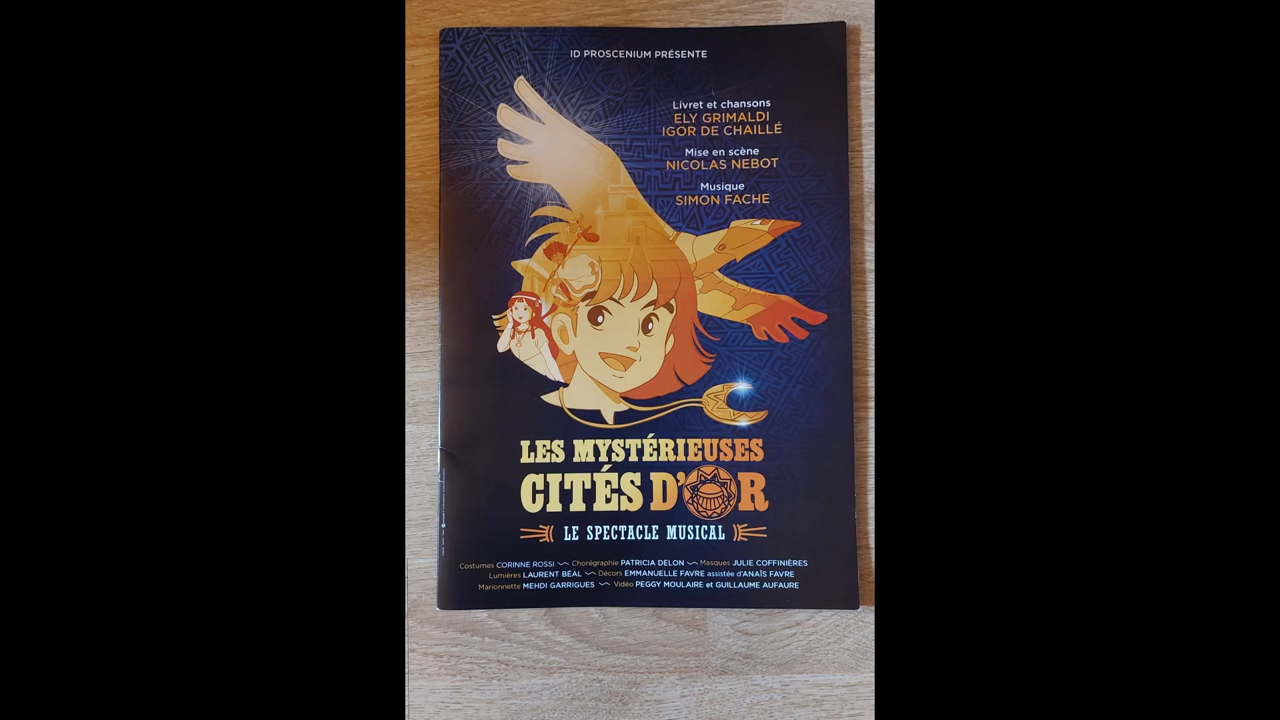 ID PROSCENIUM PRÉSENTE
Livret et chansons
ELY GRIMALDI
IGOR DE CHAILLÉ
Mise en scène
NICOLAS NEBOT
Musique
SIMON FACHE
LES MYSTÉRIEUSES
CITÉS D'OR
LE SPECTACLE MUSICAL
Costumes CORINNE ROSSI Chorégraphie PATRICIA DELON Masques JULIE COFFINIÈRES
Lumières LAURENT BÉAL Décors EMMANUELLE FAVRE assistée d'ANAÏS FAVRE
Marionnette MEHDI GARRIGUES Vidéo PEGGY MOULAIRE et GUILLAUME AUFAURE